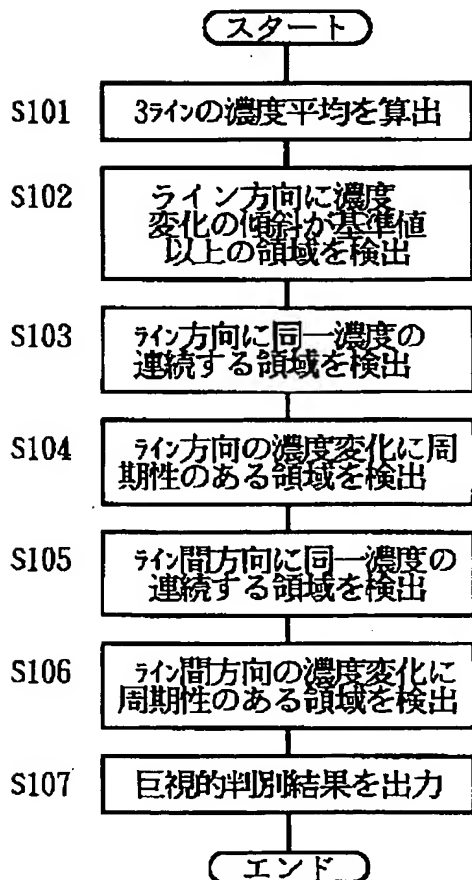 スタート
S101
3ラインの濃度平均を算出
S102
ライン方向に濃度
変化の傾斜が基準値
以上の領域を検出
S103
ライン方向に同一濃度の
連続する領域を検出
S104
ライン方向の濃度変化に周
期性のある領域を検出
S105
ライン間方向に同一濃度の
連続する領域を検出
S106
ライン間方向の濃度変化に
周期性のある領域を検出
S107
巨視的判別結果を出力
エンド